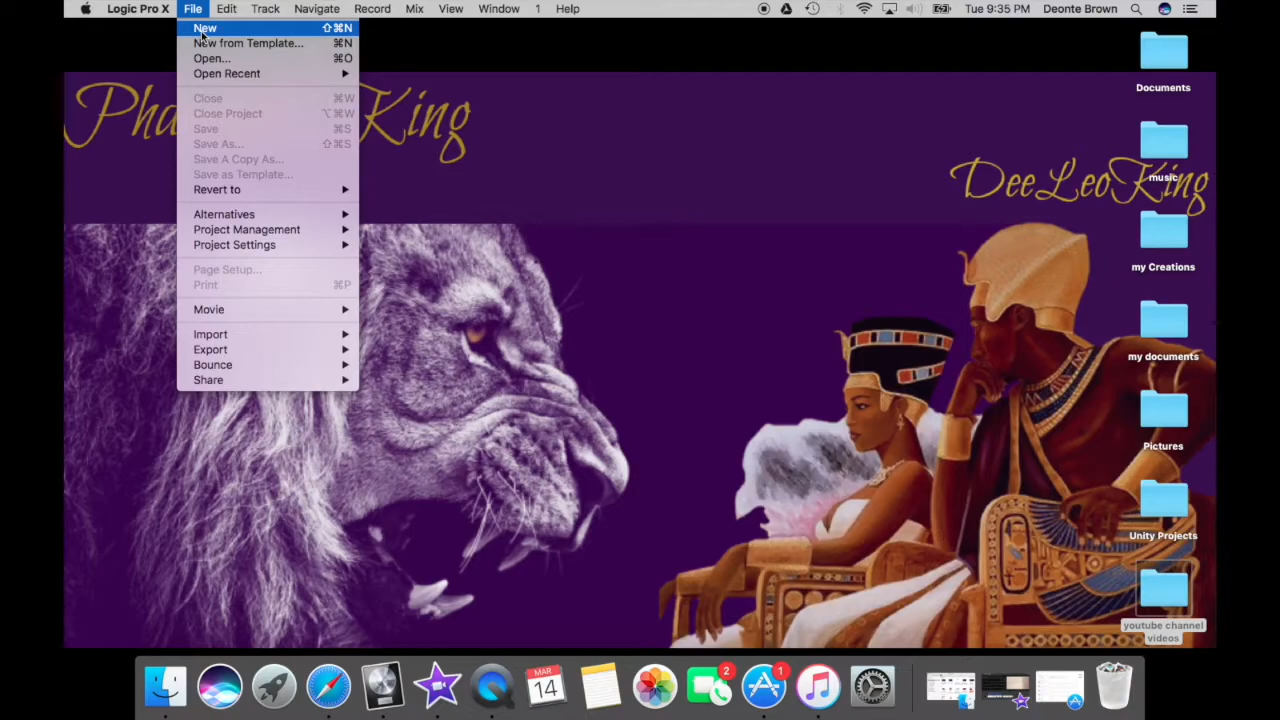 Logic Pro X File Edit Track Navigate Record Mix View Window 1 Help Tue 9:35 PM Deonte Brown
New ⇧⌘N
New from Template... ⌘N
Open... ⌘O
Open Recent
Close ⌘W
Close Project ⌥⌘W
Save ⌘S
Save As... ⇧⌘S
Save A Copy As...
Save as Template...
Revert to
Alternatives
Project Management
Project Settings
Page Setup...
Print ⌘P
Movie
Import
Export
Bounce
Share
King
DeeLeoKing
Documents
music
my Creations
my documents
Pictures
Unity Projects
youtube channel
videos
MAR
14
2
1